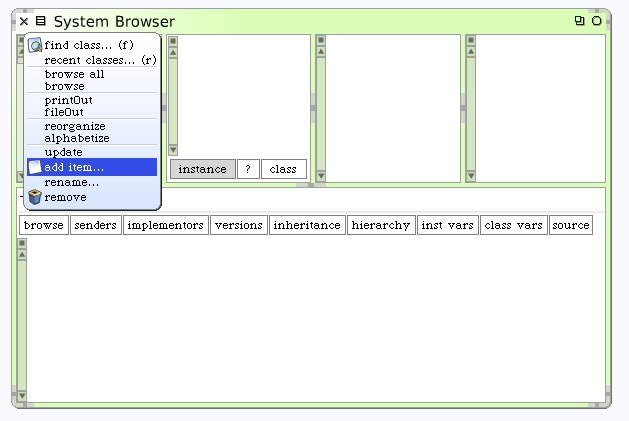 System Browser
find class... (f)
recent classes... (r)
browse all
browse
printOut
fileOut
reorganize
alphabetize
update
add item...
rename...
remove
instance ? class
browse senders implementors versions inheritance hierarchy inst vars class vars source